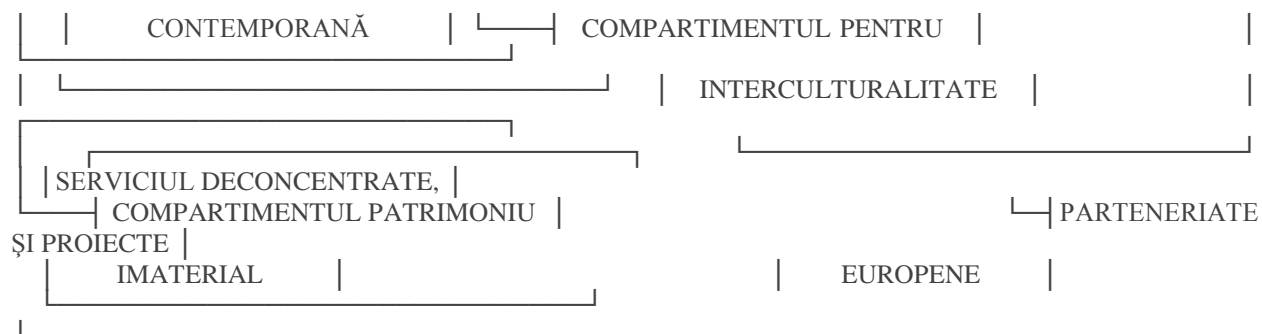 CONTEMPORANĂ COMPARTIMENTUL PENTRU
INTERCULTURALITATE
SERVICIUL DECONCENTRATE,
COMPARTIMENTUL PATRIMONIU PARTENERIATE
ŞI PROIECTE
IMATERIAL EUROPENE